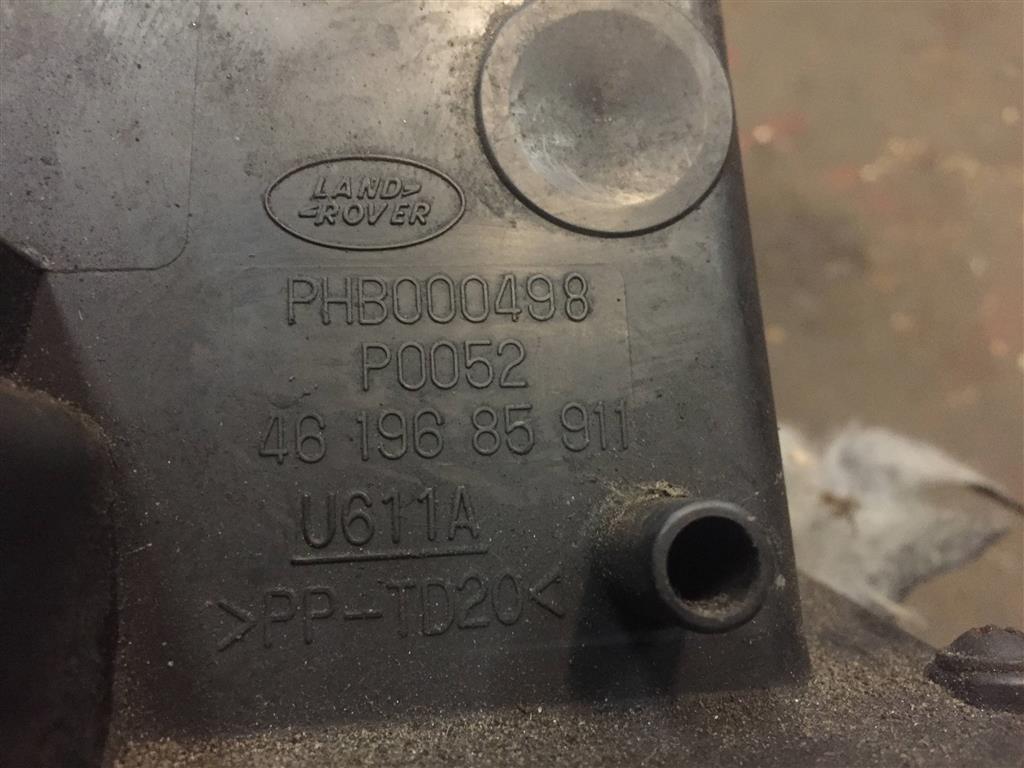 LAND
ROVER
PHB000498
P0052
46 196 85 911
U611A
>PP-TD20<